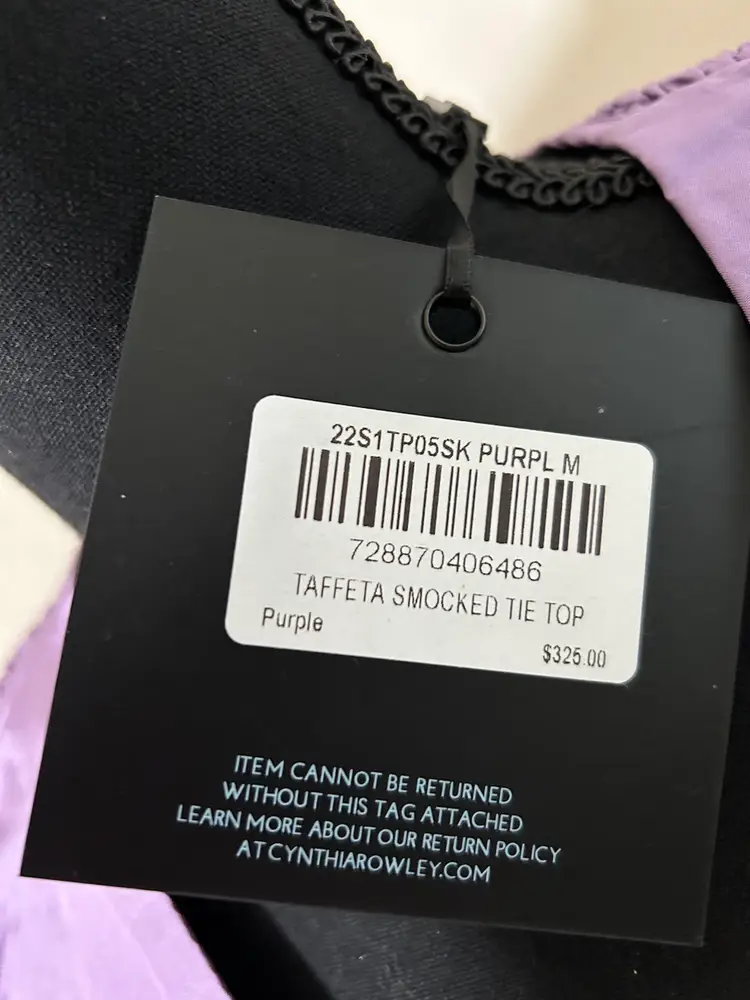 22S1TP05SK PURPL M
728870406486
TAFFETA SMOCKED TIE TOP
Purple
$325.00
ITEM CANNOT BE RETURNED
WITHOUT THIS TAG ATTACHED
LEARN MORE ABOUT OUR RETURN POLICY
AT CYNTHIAROWLEY.COM